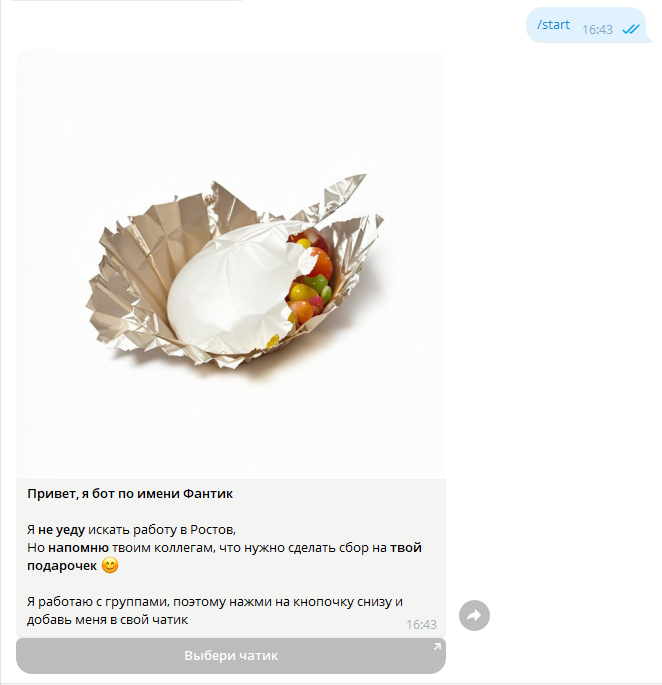 /start 16:43
Привет, я бот по имени Фантик
Я не уеду искать работу в Ростов,
Но напомню твоим коллегам, что нужно сделать сбор на твой
подарочек 😊
Я работаю с группами, поэтому нажми на кнопочку снизу и
добавь меня в свой чатик
16:43
Выбери чатик